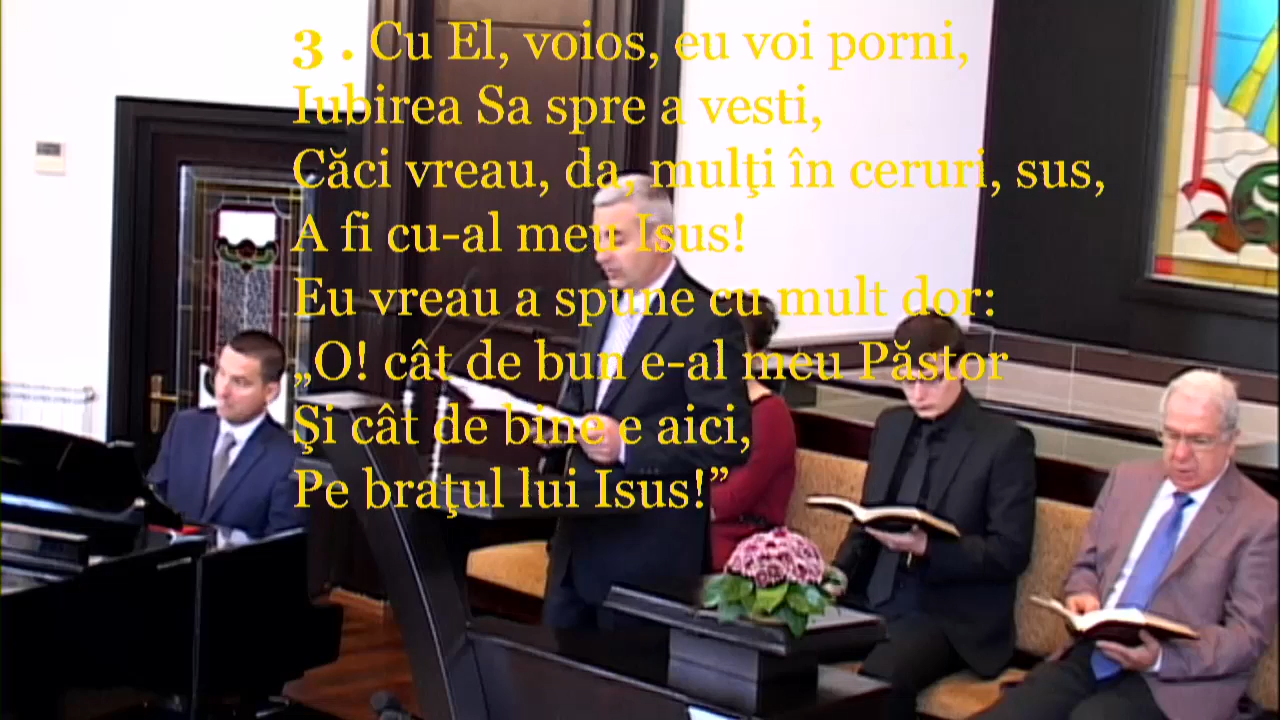 3 . Cu El, voios, eu voi porni,
Iubirea Sa spre a vesti,
Căci vreau, da, mulţi în ceruri, sus,
A fi cu-al meu Isus!
Eu vreau a spune cu mult dor:
„O! cât de bun e-al meu Păstor
Şi cât de bine e aici,
Pe braţul lui Isus!”